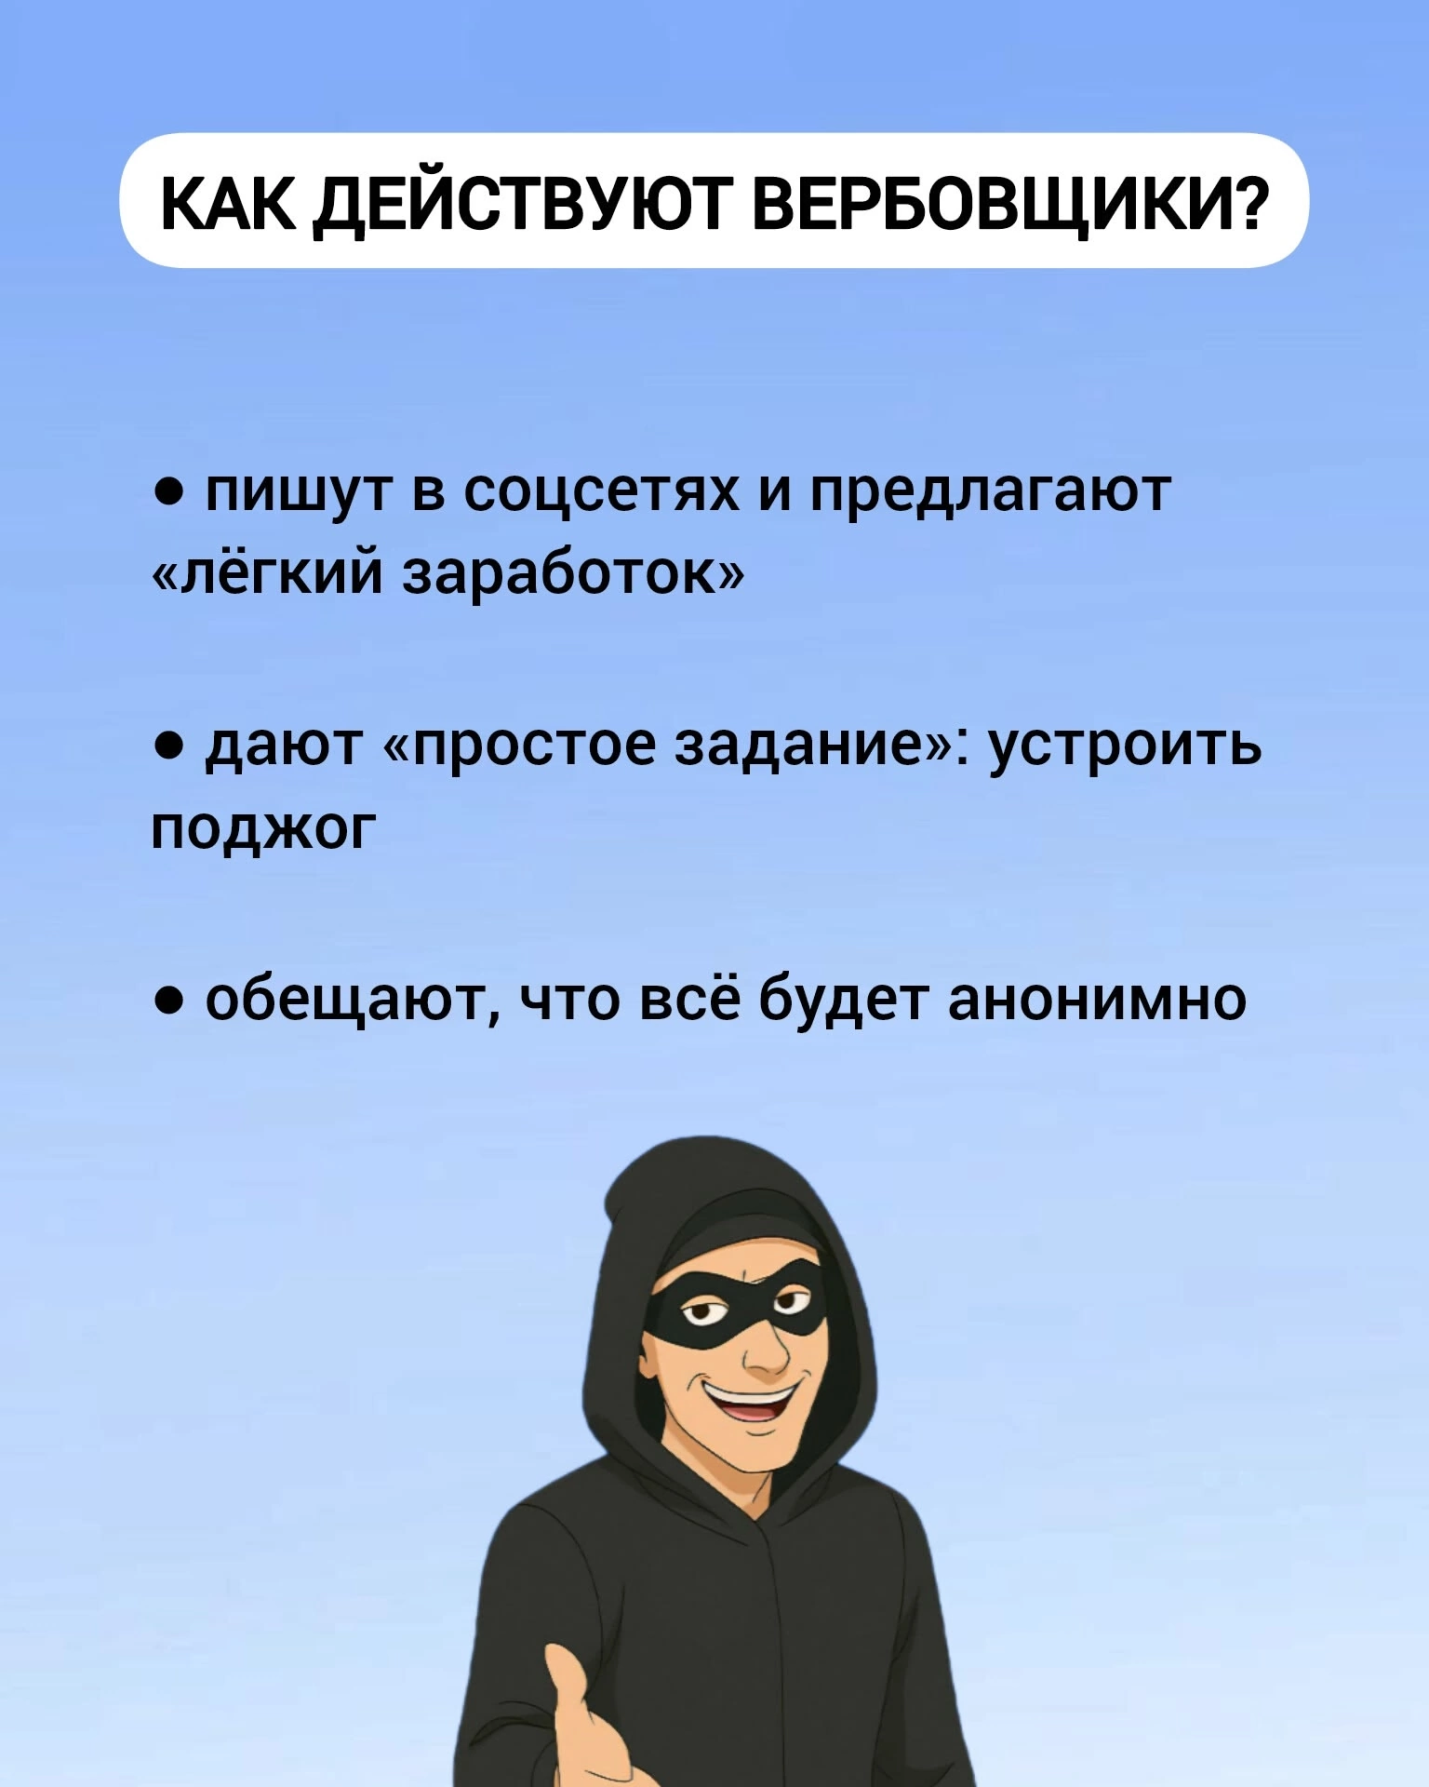 КАК ДЕЙСТВУЮТ ВЕРБОВЩИКИ?
● пишут в соцсетях и предлагают
«лёгкий заработок»
● дают «простое задание»: устроить
поджог
● обещают, что всё будет анонимно